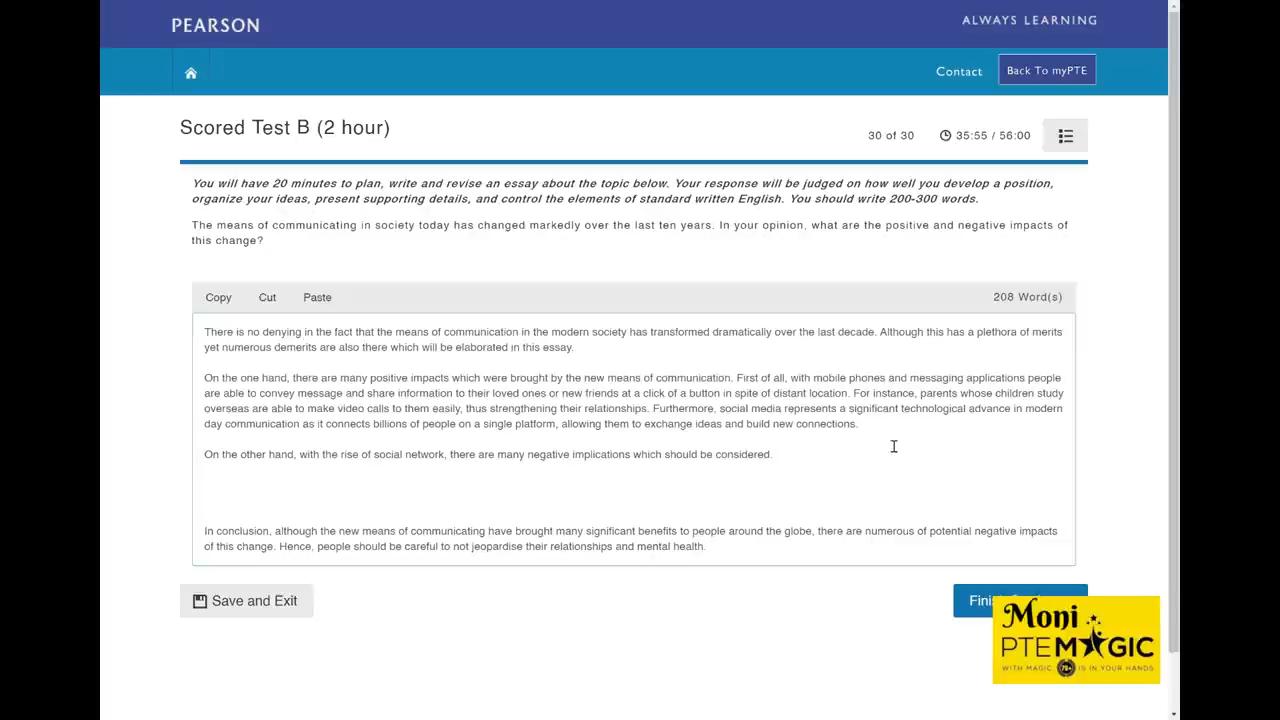 PEARSON
ALWAYS LEARNING
Contact
Back To myPTE
Scored Test B (2 hour)
30 of 30
35:55 / 56:00
You will have 20 minutes to plan, write and revise an essay about the topic below. Your response will be judged on how well you develop a position,
organize your ideas, present supporting details, and control the elements of standard written English. You should write 200-300 words.
The means of communicating in society today has changed markedly over the last ten years. In your opinion, what are the positive and negative impacts of
this change?
Copy Cut Paste
208 Word(s)
There is no denying in the fact that the means of communication in the modern society has transformed dramatically over the last decade. Although this has a plethora of merits
yet numerous demerits are also there which will be elaborated in this essay.
On the one hand, there are many positive impacts which were brought by the new means of communication. First of all, with mobile phones and messaging applications people
are able to convey message and share information to their loved ones or new friends at a click of a button in spite of distant location. For instance, parents whose children study
overseas are able to make video calls to them easily, thus strengthening their relationships. Furthermore, social media represents a significant technological advance in modern
day communication as it connects billions of people on a single platform, allowing them to exchange ideas and build new connections.
On the other hand, with the rise of social network, there are many negative implications which should be considered.
In conclusion, although the new means of communicating have brought many significant benefits to people around the globe, there are numerous of potential negative impacts
of this change. Hence, people should be careful to not jeopardise their relationships and mental health.
Save and Exit
Moni
PTE MAGIC
WITH MAGIC 79+ IS IN YOUR HANDS